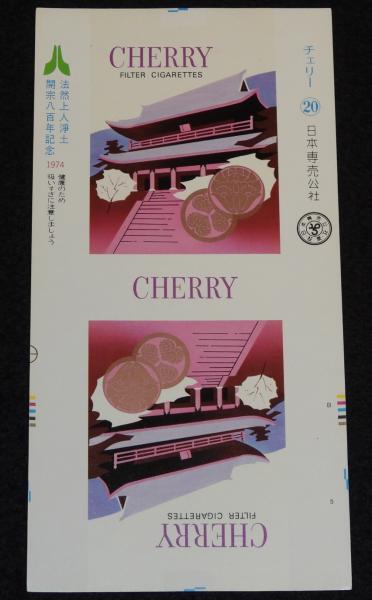 CHERRY
FILTER CIGARETTES
チェリー ⑳ 日本専売公社
法然上人浄土
開宗八百年記念
1974
健康のため
吸いすぎに注意しましょう
CHERRY
CHERRY
FILTER CIGARETTES
B
5